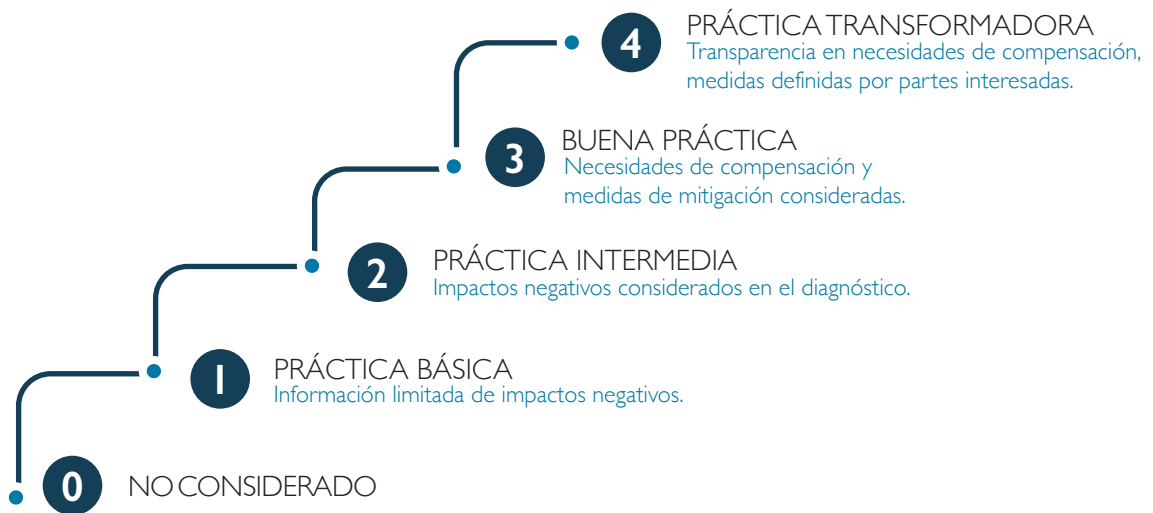 4
PRÁCTICA TRANSFORMADORA
Transparencia en necesidades de compensación,
medidas definidas por partes interesadas.
3
BUENA PRÁCTICA
Necesidades de compensación y
medidas de mitigación consideradas.
2
PRÁCTICA INTERMEDIA
Impactos negativos considerados en el diagnóstico.
1
PRÁCTICA BÁSICA
Información limitada de impactos negativos.
0
NO CONSIDERADO